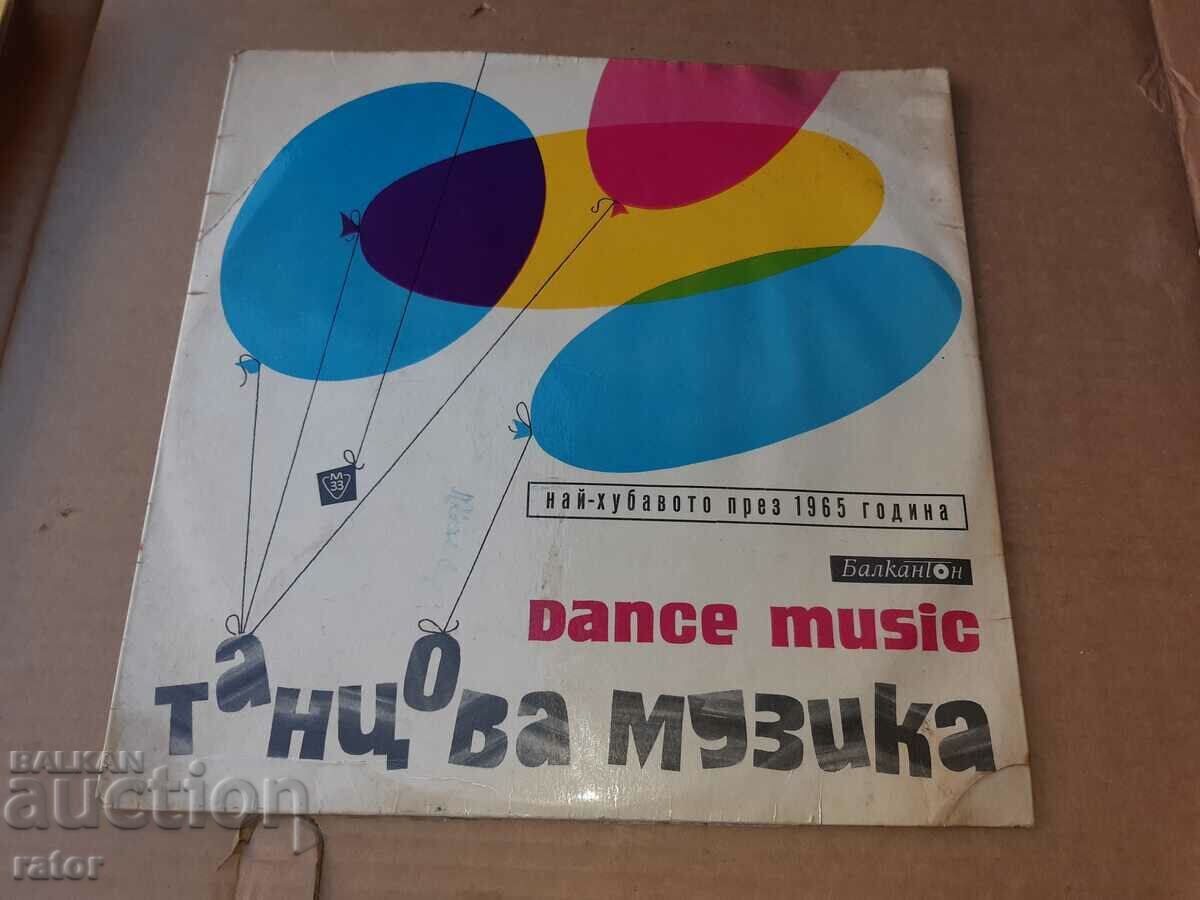 М
33
най-хубавото през 1965 година
Балкантон
Dance music
Танцова музика
BALKAN
auction
rator